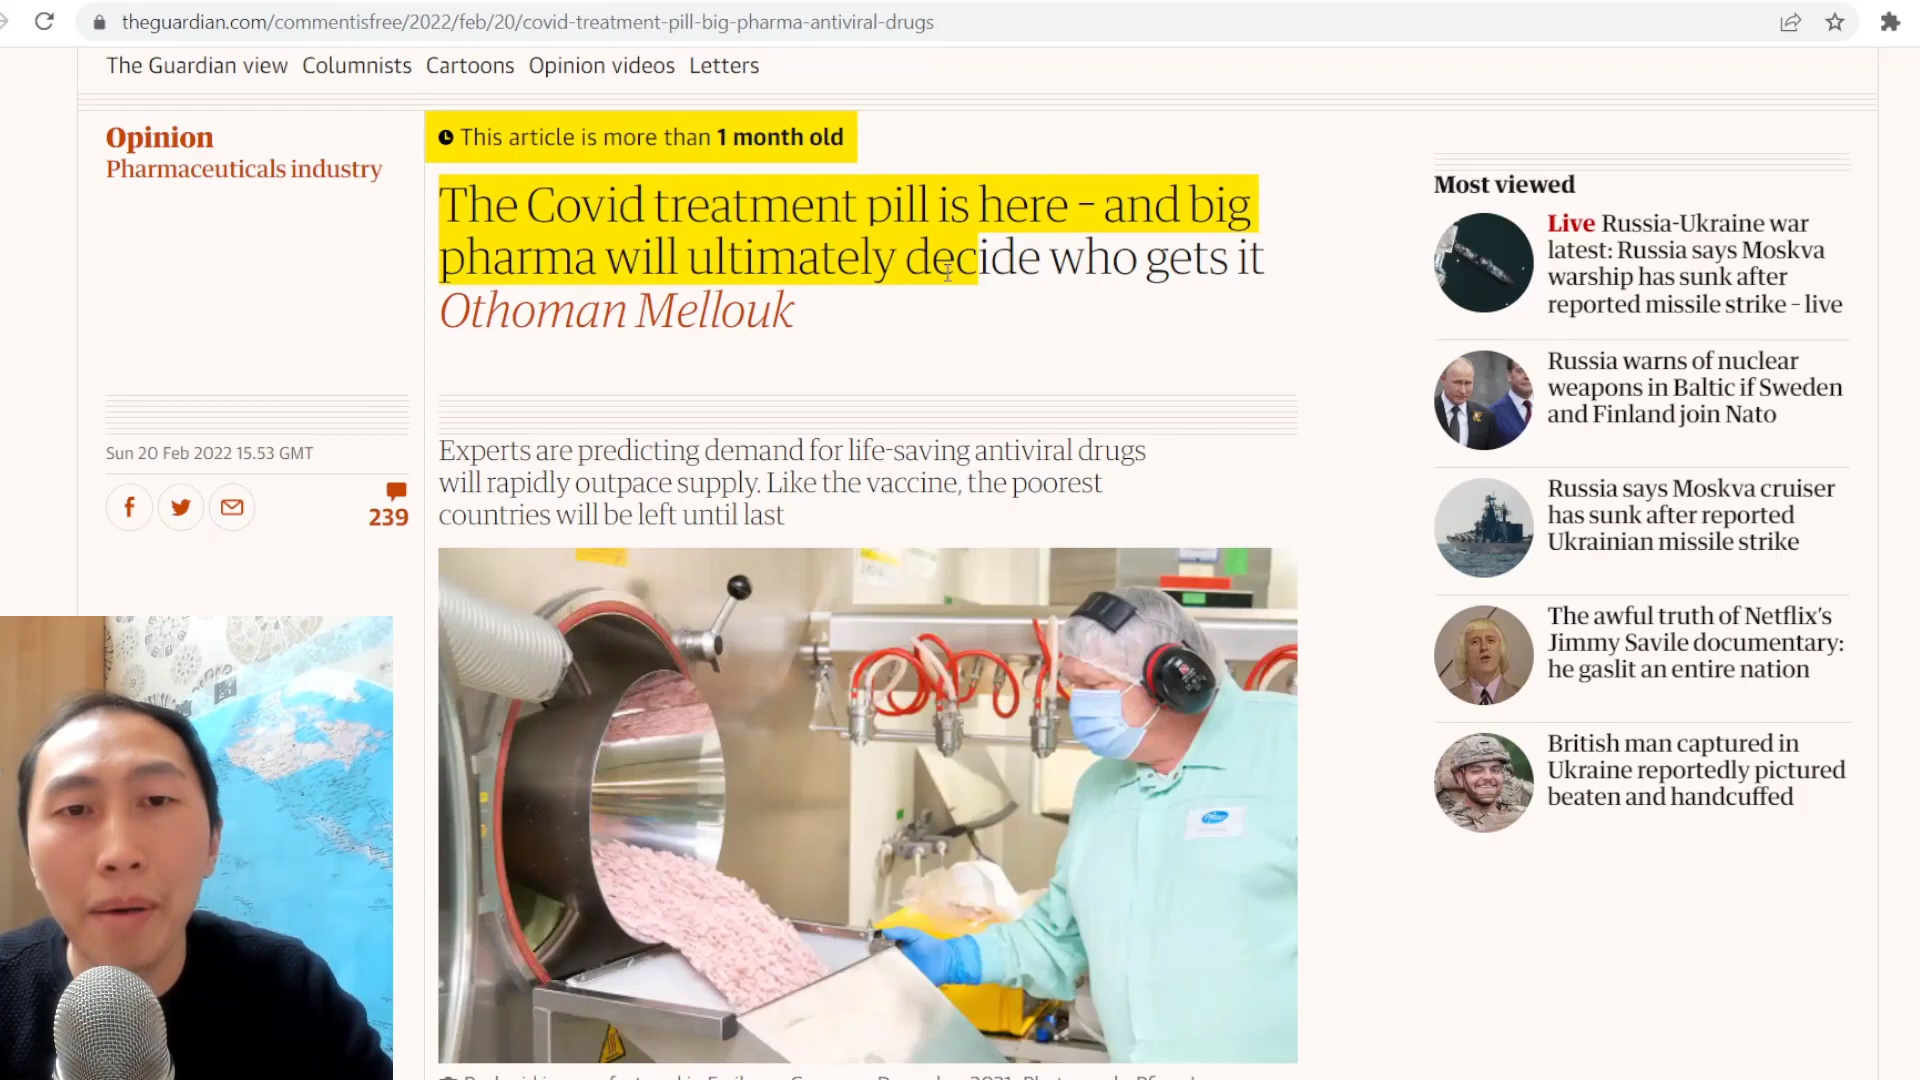 theguardian.com/commentisfree/2022/feb/20/covid-treatment-pill-big-pharma-antiviral-drugs
The Guardian view Columnists Cartoons Opinion videos Letters
Opinion
Pharmaceuticals industry
This article is more than 1 month old
The Covid treatment pill is here – and big
pharma will ultimately decide who gets it
Othoman Mellouk
Sun 20 Feb 2022 15.53 GMT
239
Experts are predicting demand for life-saving antiviral drugs
will rapidly outpace supply. Like the vaccine, the poorest
countries will be left until last
Pfizer
Most viewed
Live Russia-Ukraine war
latest: Russia says Moskva
warship has sunk after
reported missile strike – live
Russia warns of nuclear
weapons in Baltic if Sweden
and Finland join Nato
Russia says Moskva cruiser
has sunk after reported
Ukrainian missile strike
The awful truth of Netflix’s
Jimmy Savile documentary:
he gaslit an entire nation
British man captured in
Ukraine reportedly pictured
beaten and handcuffed